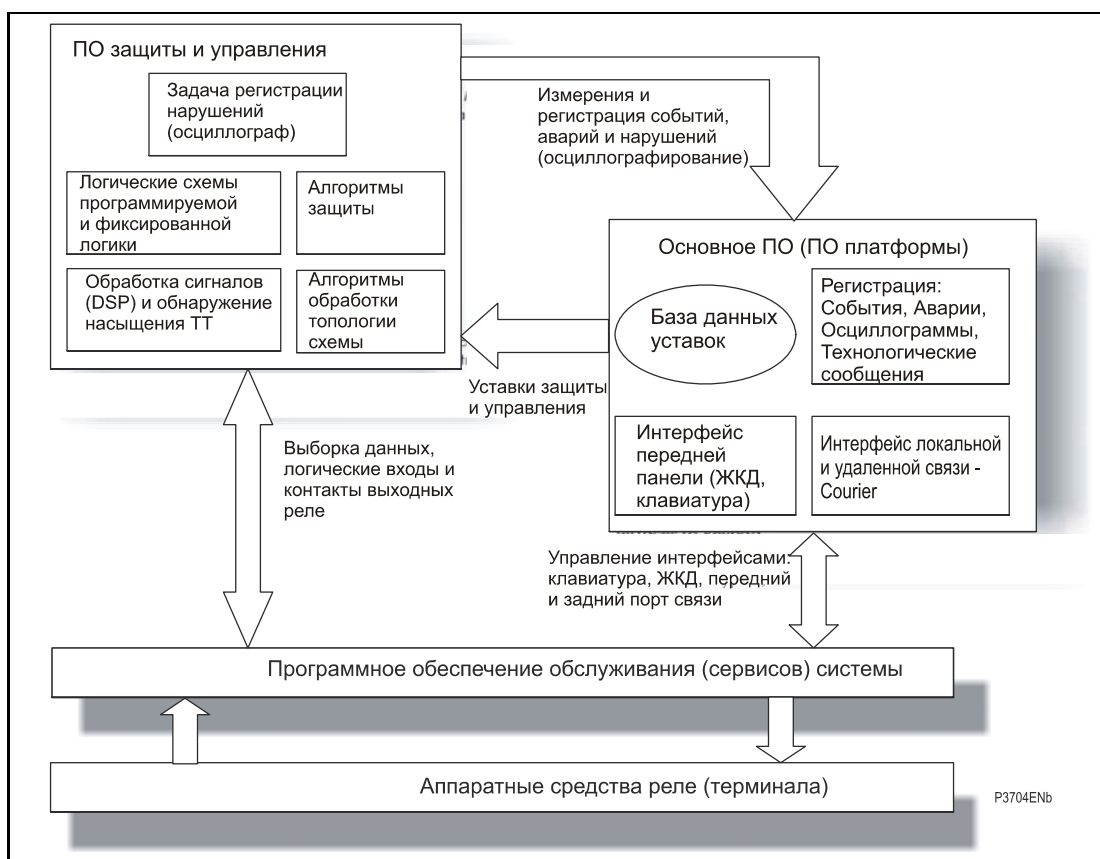 ПО защиты и управления
Задача регистрации
нарушений
(осциллограф)
Логические схемы
программируемой
и фиксированной
логики
Алгоритмы
защиты
Обработка сигналов
(DSP) и обнаружение
насыщения ТТ
Алгоритмы
обработки
топологии
схемы
Измерения и
регистрация событий,
аварий и нарушений
(осциллографирование)
Основное ПО (ПО платформы)
База данных
уставок
Регистрация:
События, Аварии,
Осциллограммы,
Технологические
сообщения
Уставки защиты
и управления
Интерфейс
передней
панели (ЖКД,
клавиатура)
Интерфейс локальной
и удаленной связи -
Courier
Выборка данных,
логические входы и
контакты выходных
реле
Управление интерфейсами:
клавиатура, ЖКД, передний
и задний порт связи
Программное обеспечение обслуживания (сервисов) системы
Аппаратные средства реле (терминала)
P3704ENb